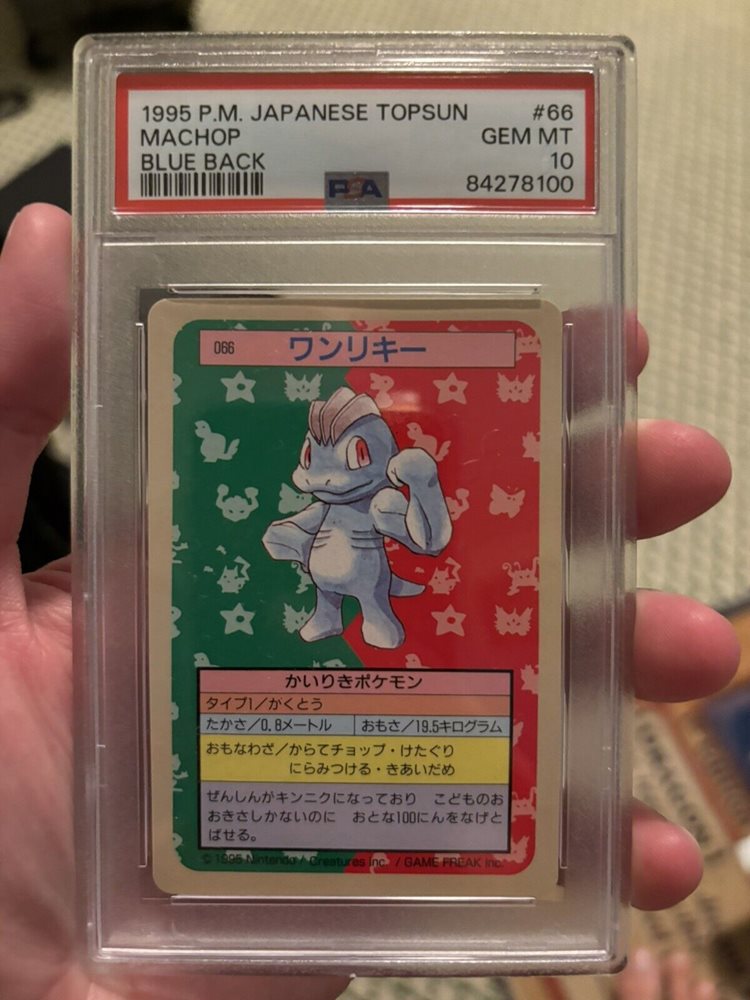 1995 P.M. JAPANESE TOPSUN #66
MACHOP GEM MT
BLUE BACK 10
PSA 84278100
066 ワンリキー
かいりきポケモン
タイプ1/かくとう
たかさ/0.8メートル おもさ/19.5キログラム
おもなわざ/からてチョップ・けたぐり
にらみつける・きあいだめ
ぜんしんがキンニクになっており こどものお
おきさしかないのに おとな100にんをなげと
ばせる。
© 1995 Nintendo / Creatures inc. / GAME FREAK inc.